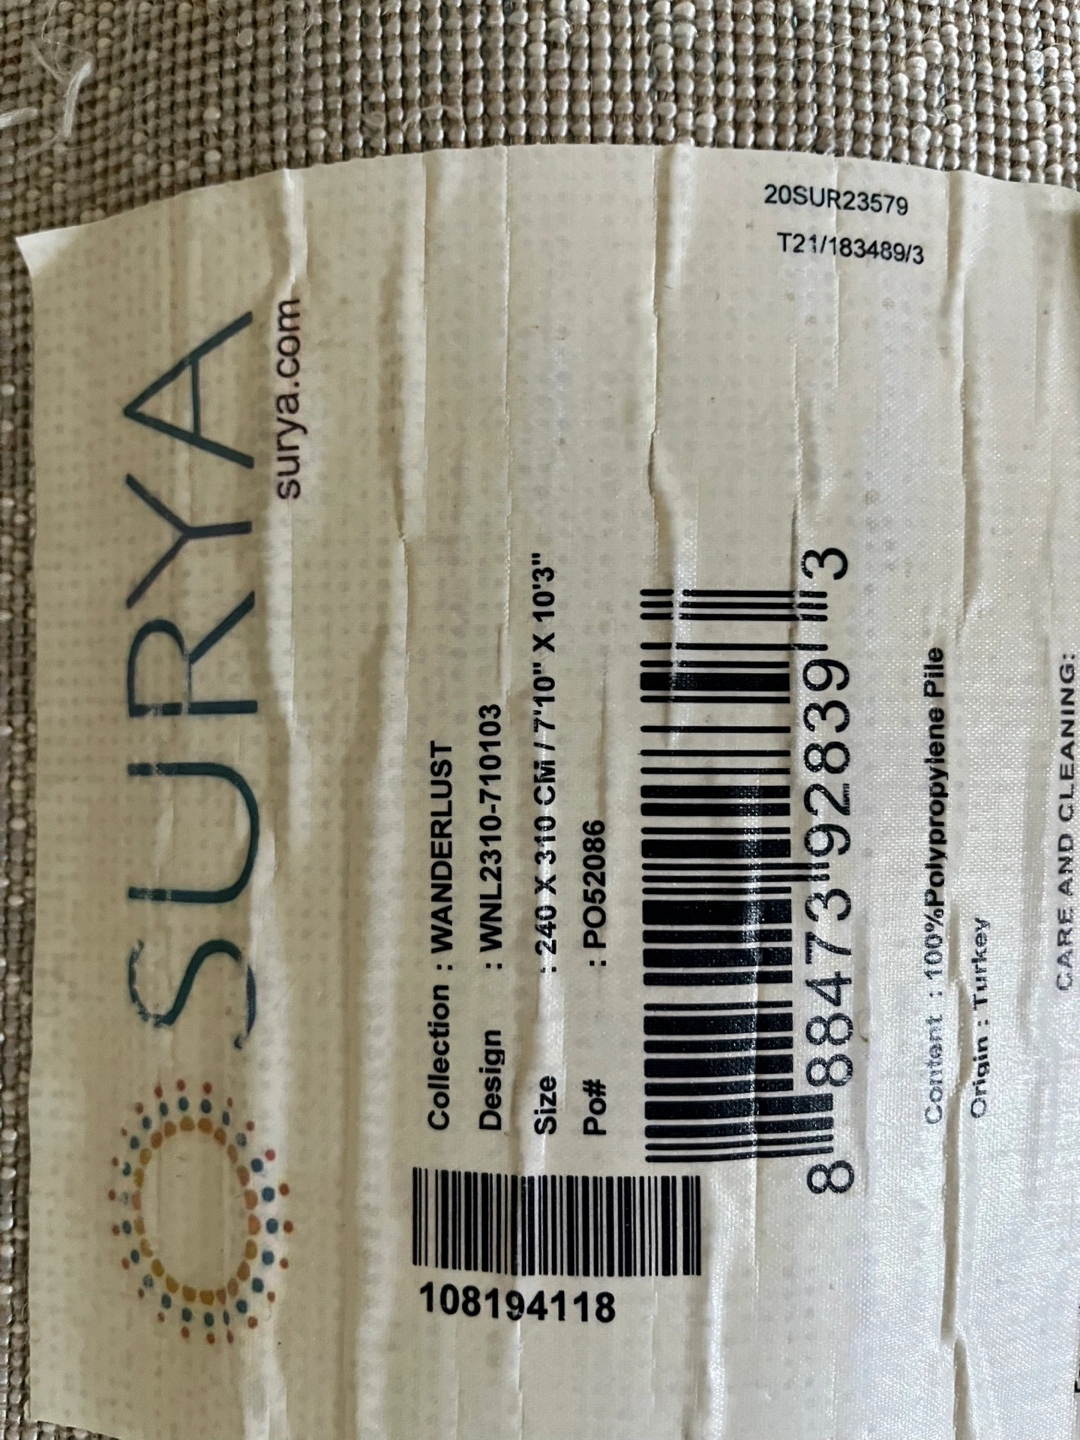 SURYA
surya.com
20SUR23579
T21/183489/3
Collection : WANDERLUST
Design : WNL2310-710103
Size : 240 X 310 CM / 7'10" X 10'3"
Po# : PO52086
108194118
8 88473 92839 3
Content : 100%Polypropylene Pile
Origin : Turkey
CARE AND CLEANING: